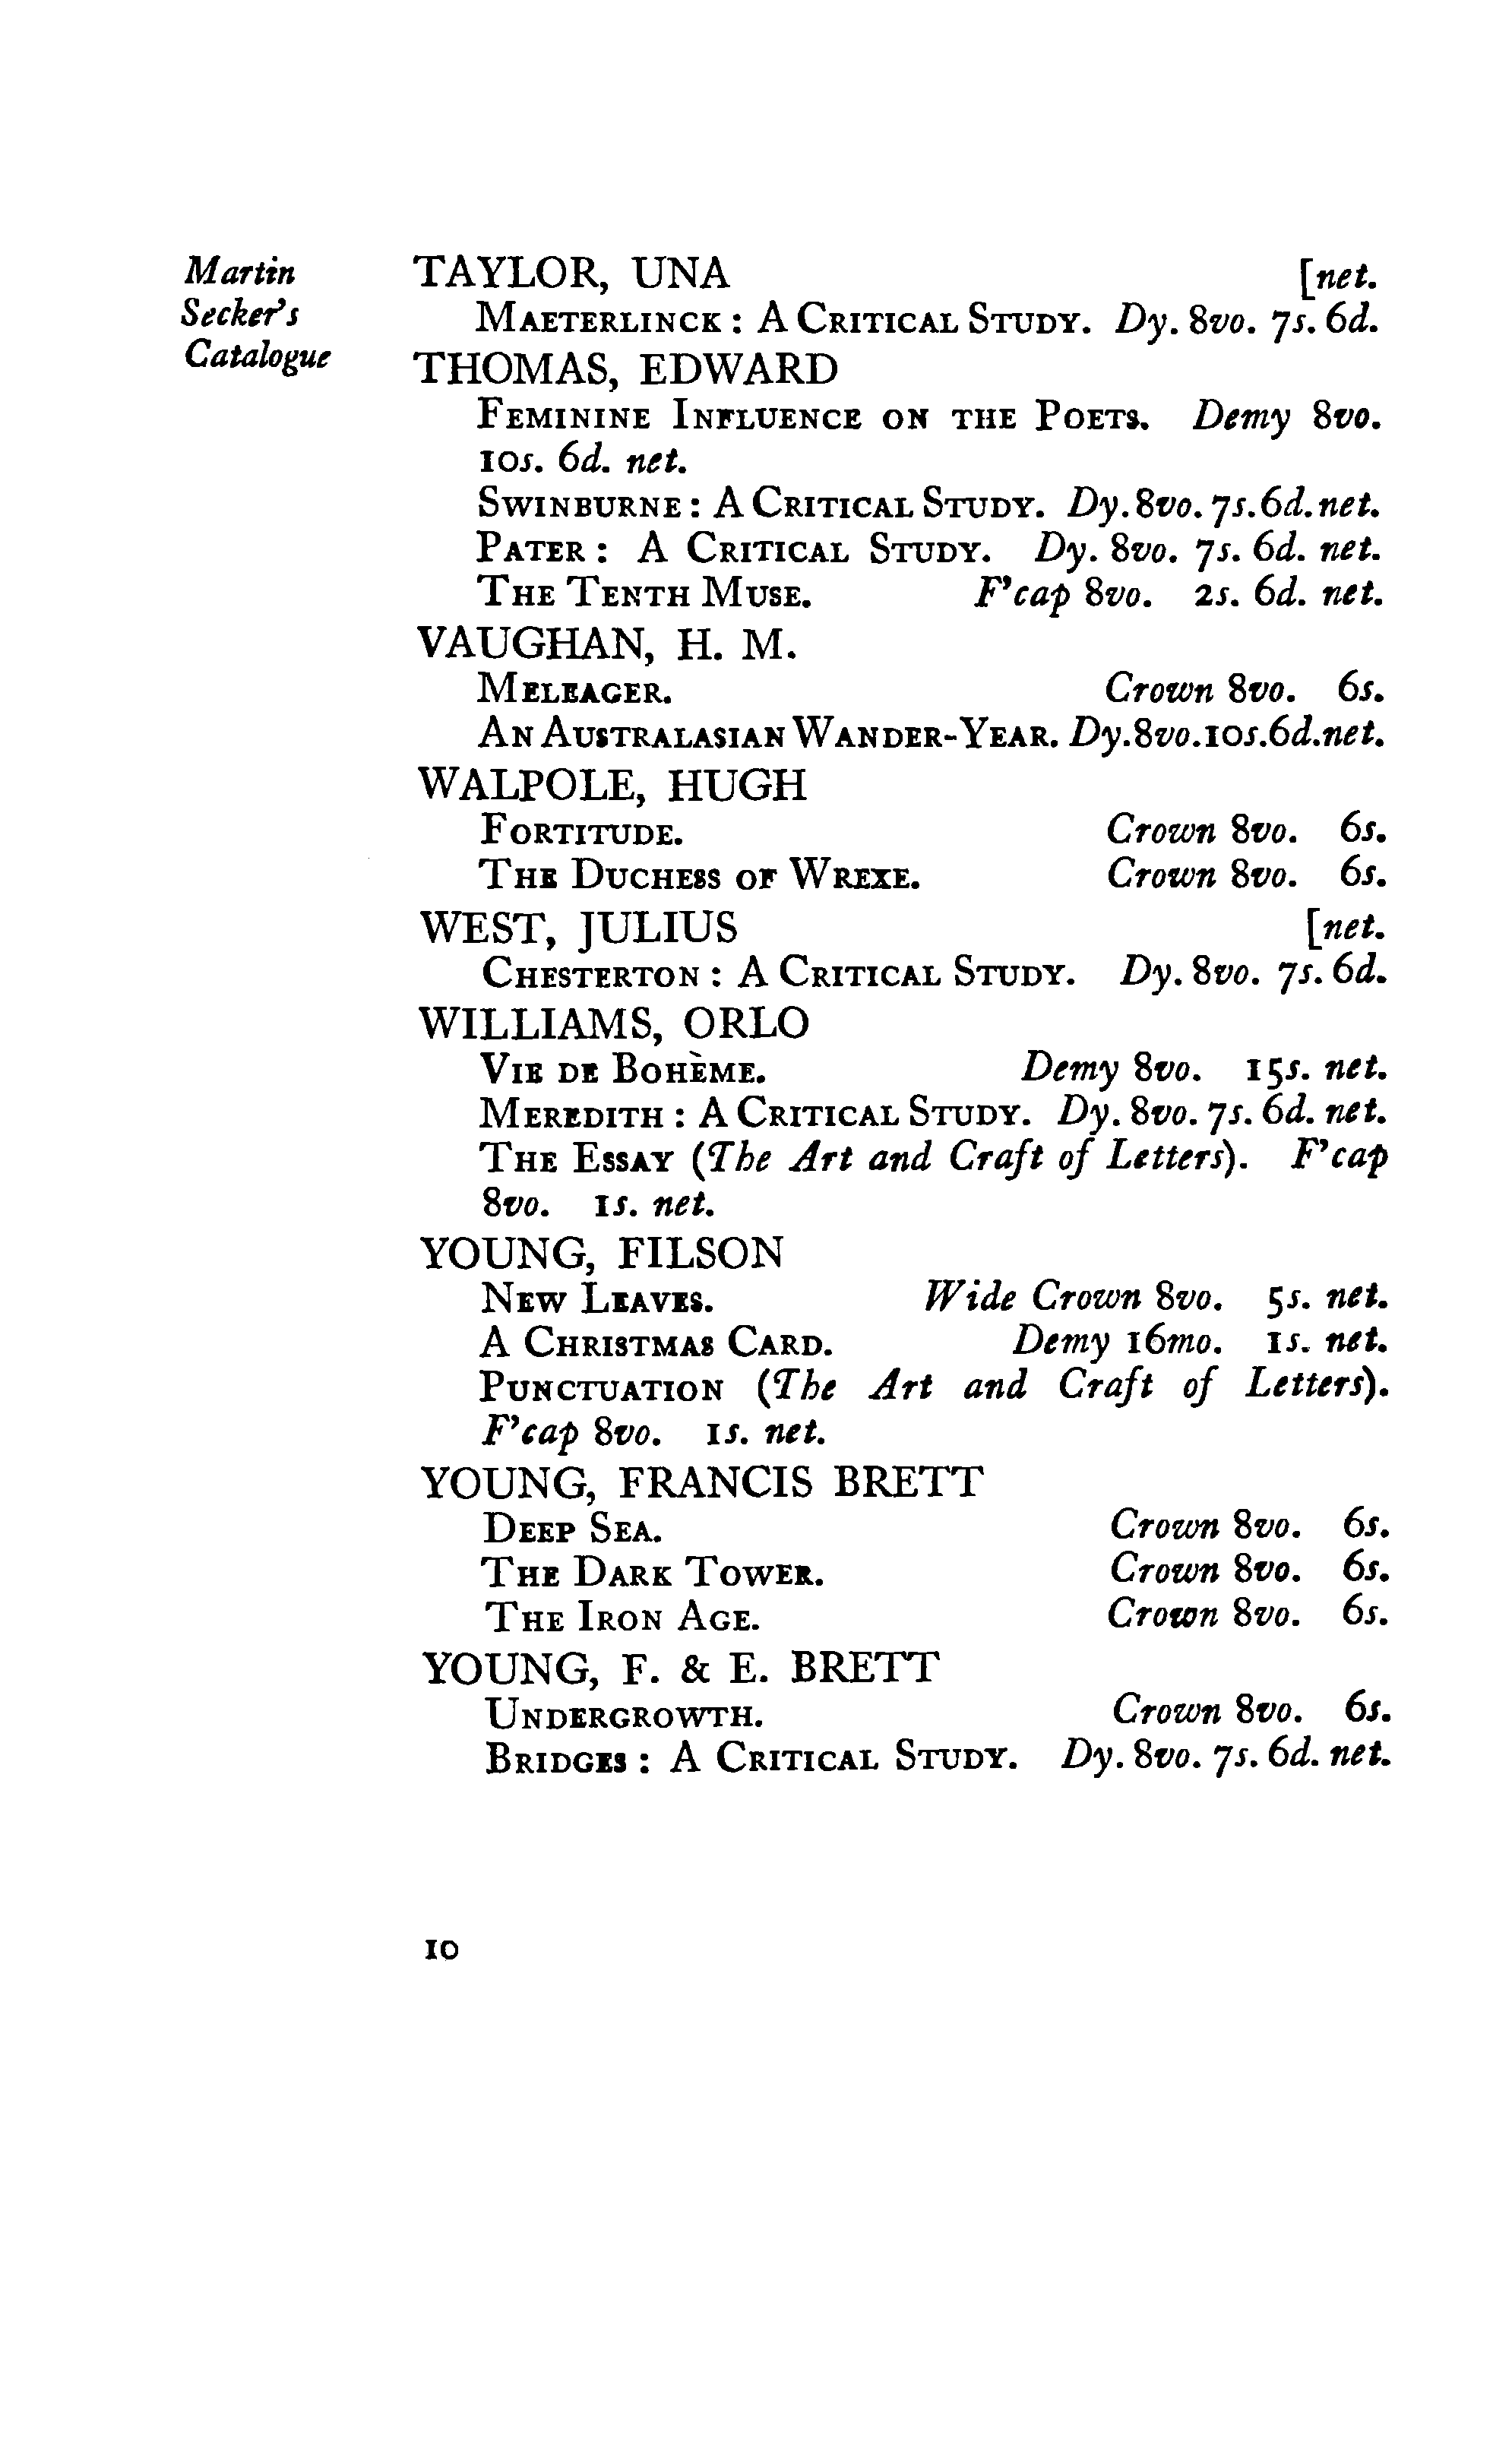 Martin
Secker's
Catalogue
TAYLOR, UNA [net.
MAETERLINCK : A CRITICAL STUDY. Dy. 8vo. 7s. 6d.
THOMAS, EDWARD
FEMININE INFLUENCE ON THE POETS. Demy 8vo.
10s. 6d. net.
SWINBURNE : A CRITICAL STUDY. Dy. 8vo. 7s. 6d. net.
PATER : A CRITICAL STUDY. Dy. 8vo. 7s. 6d. net.
THE TENTH MUSE. F'cap 8vo. 2s. 6d. net.
VAUGHAN, H. M.
MELEAGER. Crown 8vo. 6s.
AN AUSTRALASIAN WANDER-YEAR. Dy. 8vo. 10s. 6d. net.
WALPOLE, HUGH
FORTITUDE. Crown 8vo. 6s.
THE DUCHESS OF WREXE. Crown 8vo. 6s.
WEST, JULIUS [net.
CHESTERTON : A CRITICAL STUDY. Dy. 8vo. 7s. 6d.
WILLIAMS, ORLO
VIE DE BOHÈME. Demy 8vo. 15s. net.
MEREDITH : A CRITICAL STUDY. Dy. 8vo. 7s. 6d. net.
THE ESSAY (The Art and Craft of Letters). F'cap
8vo. 1s. net.
YOUNG, FILSON
NEW LEAVES. Wide Crown 8vo. 5s. net.
A CHRISTMAS CARD. Demy 16mo. 1s. net.
PUNCTUATION (The Art and Craft of Letters).
F'cap 8vo. 1s. net.
YOUNG, FRANCIS BRETT
DEEP SEA. Crown 8vo. 6s.
THE DARK TOWER. Crown 8vo. 6s.
THE IRON AGE. Crown 8vo. 6s.
YOUNG, F. & E. BRETT
UNDERGROWTH. Crown 8vo. 6s.
BRIDGES : A CRITICAL STUDY. Dy. 8vo. 7s. 6d. net.
10